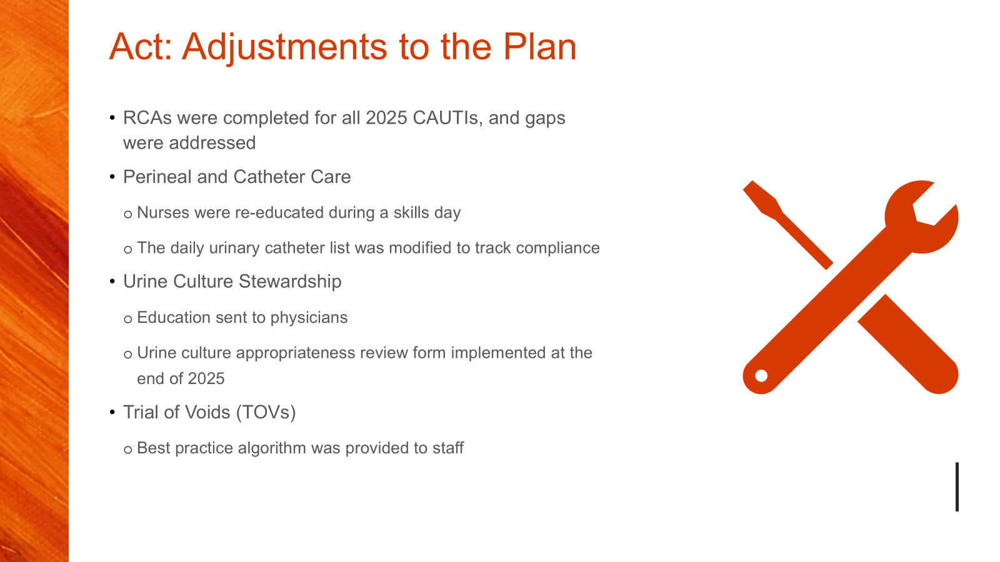 Act: Adjustments to the Plan
• RCAs were completed for all 2025 CAUTIs, and gaps
were addressed
• Perineal and Catheter Care
o Nurses were re-educated during a skills day
o The daily urinary catheter list was modified to track compliance
• Urine Culture Stewardship
o Education sent to physicians
o Urine culture appropriateness review form implemented at the
end of 2025
• Trial of Voids (TOVs)
o Best practice algorithm was provided to staff